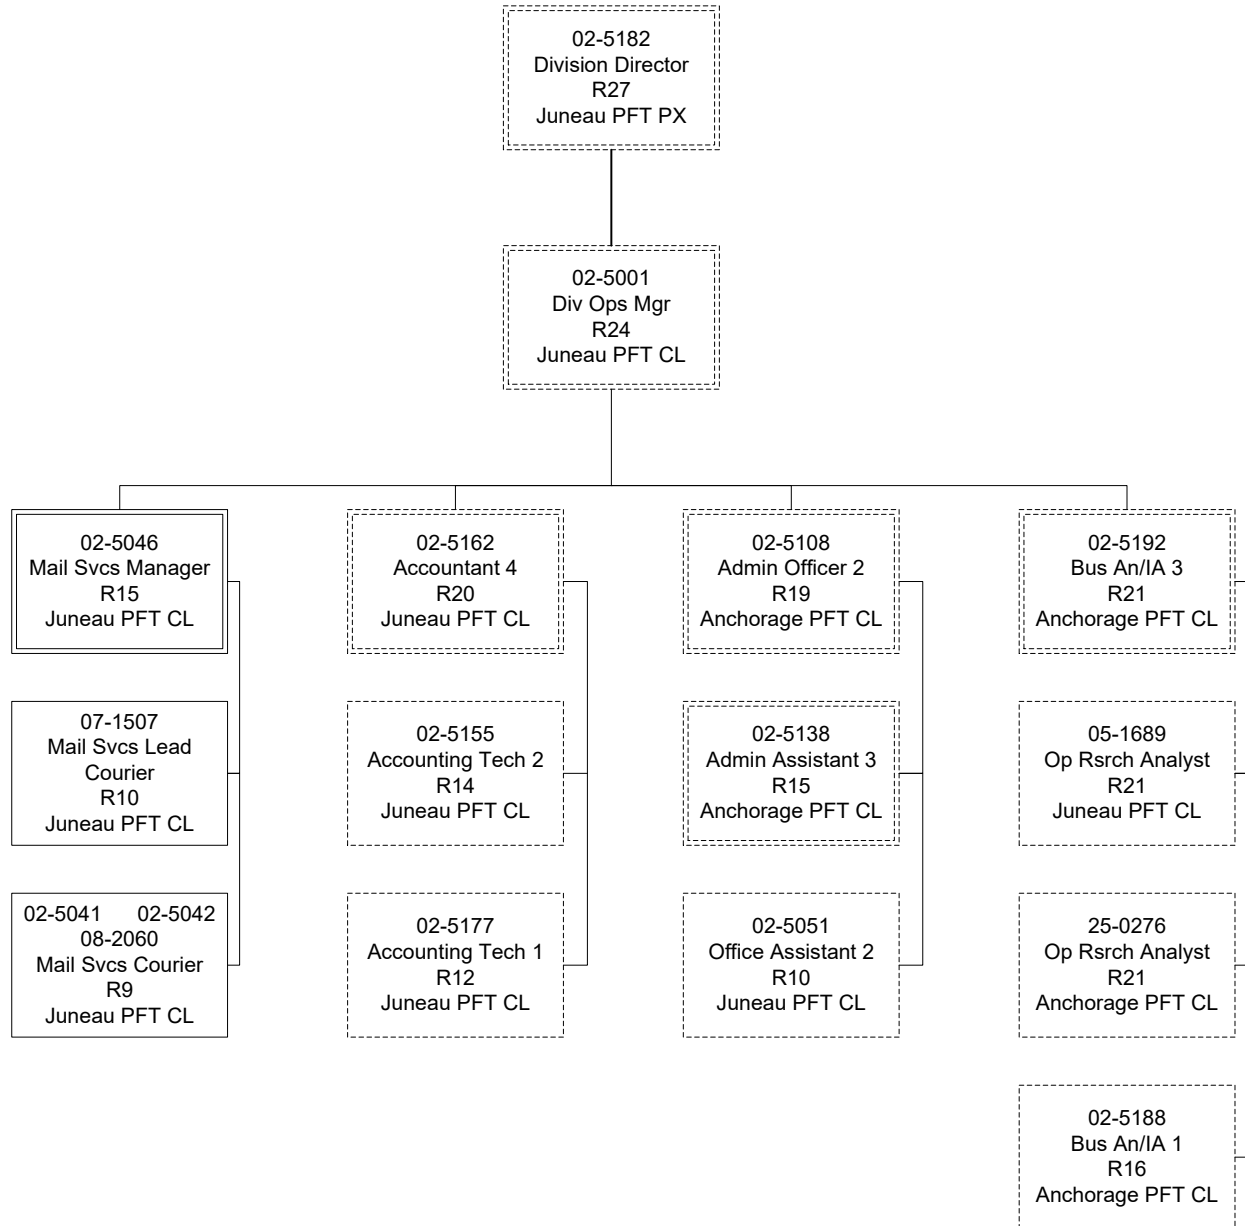 02-5182
Division Director
R27
Juneau PFT PX
02-5001
Div Ops Mgr
R24
Juneau PFT CL
02-5046
Mail Svcs Manager
R15
Juneau PFT CL
07-1507
Mail Svcs Lead
Courier
R10
Juneau PFT CL
02-5041 02-5042
08-2060
Mail Svcs Courier
R9
Juneau PFT CL
02-5162
Accountant 4
R20
Juneau PFT CL
02-5155
Accounting Tech 2
R14
Juneau PFT CL
02-5177
Accounting Tech 1
R12
Juneau PFT CL
02-5108
Admin Officer 2
R19
Anchorage PFT CL
02-5138
Admin Assistant 3
R15
Anchorage PFT CL
02-5051
Office Assistant 2
R10
Juneau PFT CL
02-5192
Bus An/IA 3
R21
Anchorage PFT CL
05-1689
Op Rsrch Analyst
R21
Juneau PFT CL
25-0276
Op Rsrch Analyst
R21
Anchorage PFT CL
02-5188
Bus An/IA 1
R16
Anchorage PFT CL